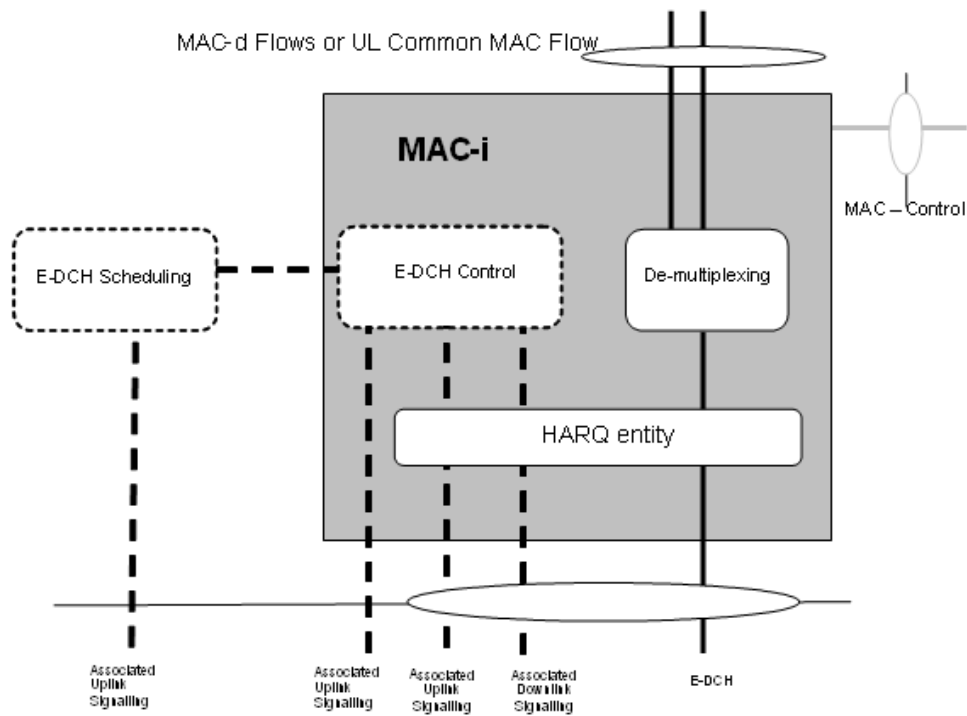 MAC-d Flows or UL Common MAC Flow
MAC-i
MAC – Control
E-DCH Scheduling
E-DCH Control
De-multiplexing
HARQ entity
Associated
Uplink
Signalling
Associated
Uplink
Signalling
Associated
Uplink
Signalling
Associated
Downlink
Signalling
E-DCH